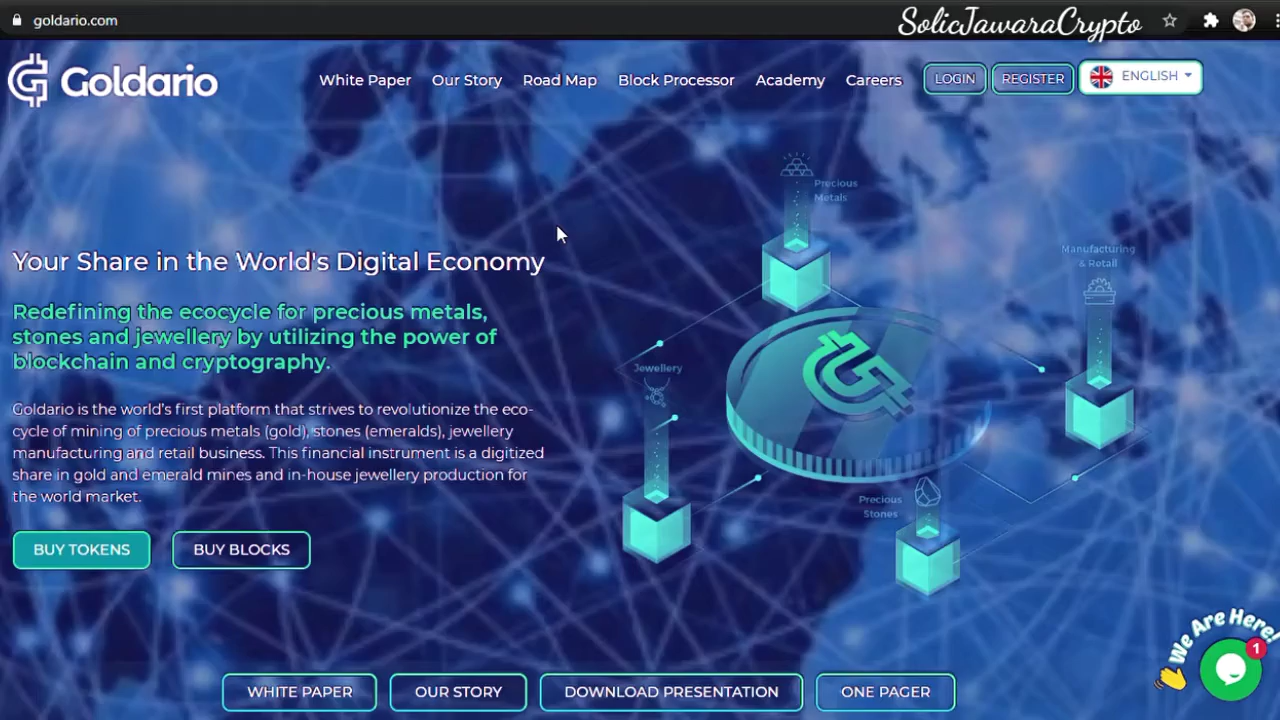 goldario.com
SolicJawaraCrypto
Goldario
White Paper
Our Story
Road Map
Block Processor
Academy
Careers
LOGIN
REGISTER
ENGLISH
Precious
Metals
Manufacturing
& Retail
Your Share in the World's Digital Economy
Redefining the ecocycle for precious metals,
stones and jewellery by utilizing the power of
blockchain and cryptography.
Jewellery
Goldario is the world's first platform that strives to revolutionize the eco-
cycle of mining of precious metals (gold), stones (emeralds), jewellery
manufacturing and retail business. This financial instrument is a digitized
share in gold and emerald mines and in-house jewellery production for
the world market.
Precious
Stones
BUY TOKENS
BUY BLOCKS
We Are Here!
1
WHITE PAPER
OUR STORY
DOWNLOAD PRESENTATION
ONE PAGER